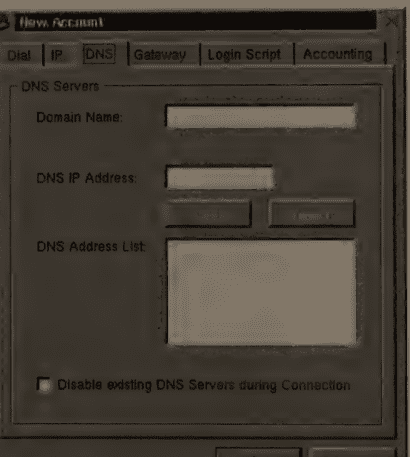 New Account
Dial IP DNS Gateway Login Script Accounting
DNS Servers
Domain Name:
DNS IP Address:
DNS Address List:
Disable existing DNS Servers during Connection